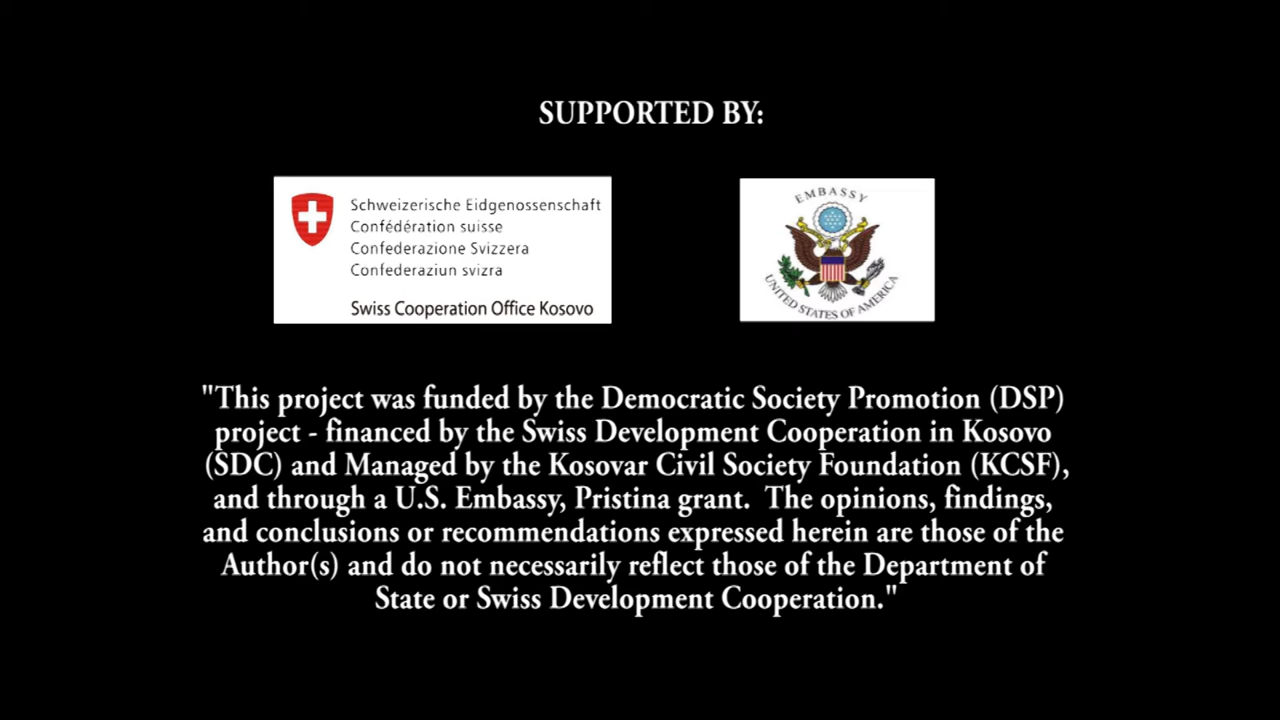 SUPPORTED BY:
Schweizerische Eidgenossenschaft
Confédération suisse
Confederazione Svizzera
Confederaziun svizra
Swiss Cooperation Office Kosovo
EMBASSY
UNITED STATES OF AMERICA
"This project was funded by the Democratic Society Promotion (DSP)
project - financed by the Swiss Development Cooperation in Kosovo
(SDC) and Managed by the Kosovar Civil Society Foundation (KCSF),
and through a U.S. Embassy, Pristina grant.  The opinions, findings,
and conclusions or recommendations expressed herein are those of the
Author(s) and do not necessarily reflect those of the Department of
State or Swiss Development Cooperation."